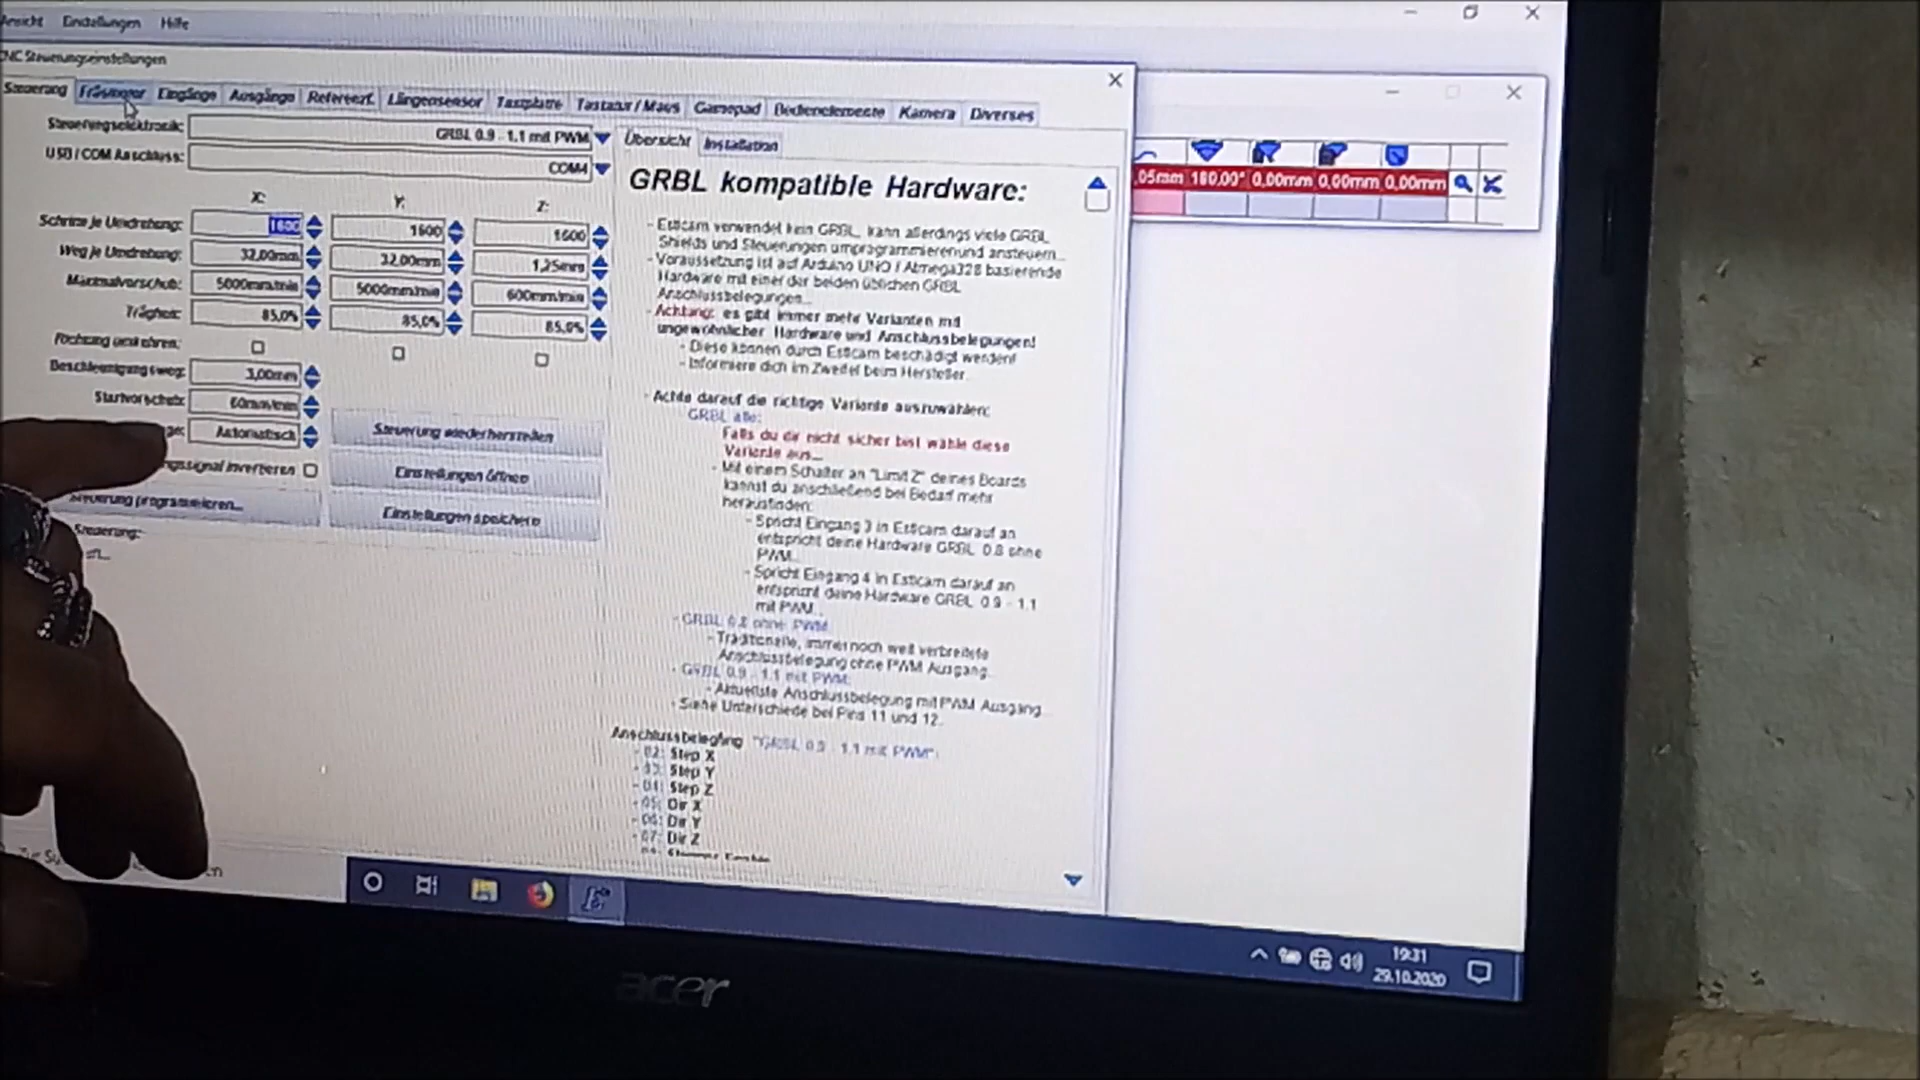 Ansicht Einstellungen Hilfe
CNC Steuerungseinstellungen
Steuerung Fräsmotor Eingänge Ausgänge Referenzf. Längensensor Tastplatte Tastatur / Maus Gamepad Bedienelemente Kamera Diverses
Steuerungselektronik: GRBL 0.9 - 1.1 mit PWM
USB / COM Anschluss: COM4
X: Y: Z:
Schritte je Umdrehung: 1600 1600 1600
Weg je Umdrehung: 32,00mm 32,00mm 1,25mm
Maximalvorschub: 5000mm/min 5000mm/min 600mm/min
Trägheit: 85,0% 85,0% 85,0%
Richtung umkehren:
Beschleunigungsweg: 3,00mm
Startvorschub: 60mm/min
Automatisch
ngssignal invertieren
Steuerung programmieren...
Steuerung:
Steuerung wiederherstellen
Einstellungen öffnen
Einstellungen speichern
Übersicht Installation
GRBL kompatible Hardware:
- Estlcam verwendet kein GRBL, kann allerdings viele GRBL
Shields und Steuerungen umprogrammieren und ansteuern...
- Voraussetzung ist auf Arduino UNO / Atmega328 basierende
Hardware mit einer der beiden üblichen GRBL
Anschlussbelegungen...
- Achtung: es gibt immer mehr Varianten mit
ungewöhnlicher Hardware und Anschlussbelegungen!
- Diese können durch Estlcam beschädigt werden!
- Informiere dich im Zweifel beim Hersteller.
- Achte darauf die richtige Variante auszuwählen:
GRBL alle:
Falls du dir nicht sicher bist wähle diese
Variante aus...
- Mit einem Schalter an "Limit Z" deines Boards
kannst du anschließend bei Bedarf mehr
herausfinden:
- Spricht Eingang 3 in Estlcam darauf an
entspricht deine Hardware GRBL 0.8 ohne
PWM...
- Spricht Eingang 4 in Estlcam darauf an
entspricht deine Hardware GRBL 0.9 - 1.1
mit PWM...
- GRBL 0.8 ohne PWM:
- Traditionelle, immer noch weit verbreitete
Anschlussbelegung ohne PWM Ausgang...
- GRBL 0.9 - 1.1 mit PWM:
- Aktuellste Anschlussbelegung mit PWM Ausgang...
- Siehe Unterschiede bei Pins 11 und 12.
Anschlussbelegung "GRBL 0.9 - 1.1 mit PWM":
- 02: Step X
- 03: Step Y
- 04: Step Z
- 05: Dir X
- 06: Dir Y
- 07: Dir Z
,05mm 180,00° 0,00mm 0,00mm 0,00mm
19:31
29.10.2020
acer